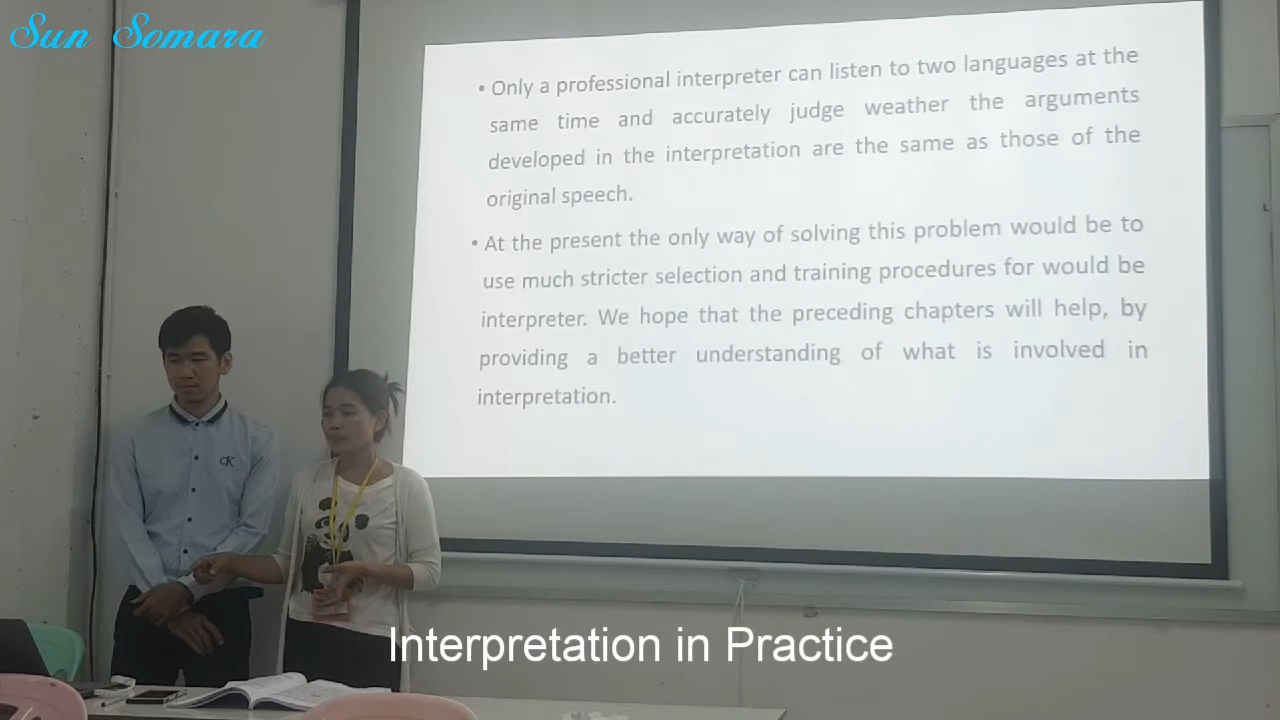 Sun Somara
• Only a professional interpreter can listen to two languages at the
same time and accurately judge weather the arguments
developed in the interpretation are the same as those of the
original speech.
• At the present the only way of solving this problem would be to
use much stricter selection and training procedures for would be
interpreter. We hope that the preceding chapters will help, by
providing a better understanding of what is involved in
interpretation.
CK
Interpretation in Practice